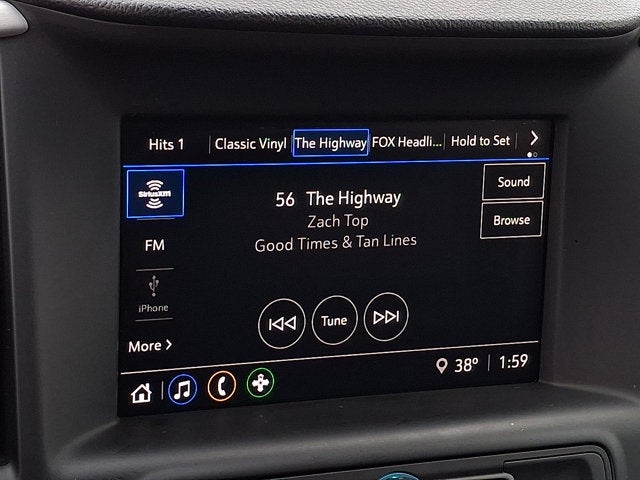 Hits 1 Classic Vinyl The Highway FOX Headli... Hold to Set
SiriusXM
56 The Highway
Zach Top
Good Times & Tan Lines
Sound
Browse
FM
iPhone
Tune
More
38° 1:59